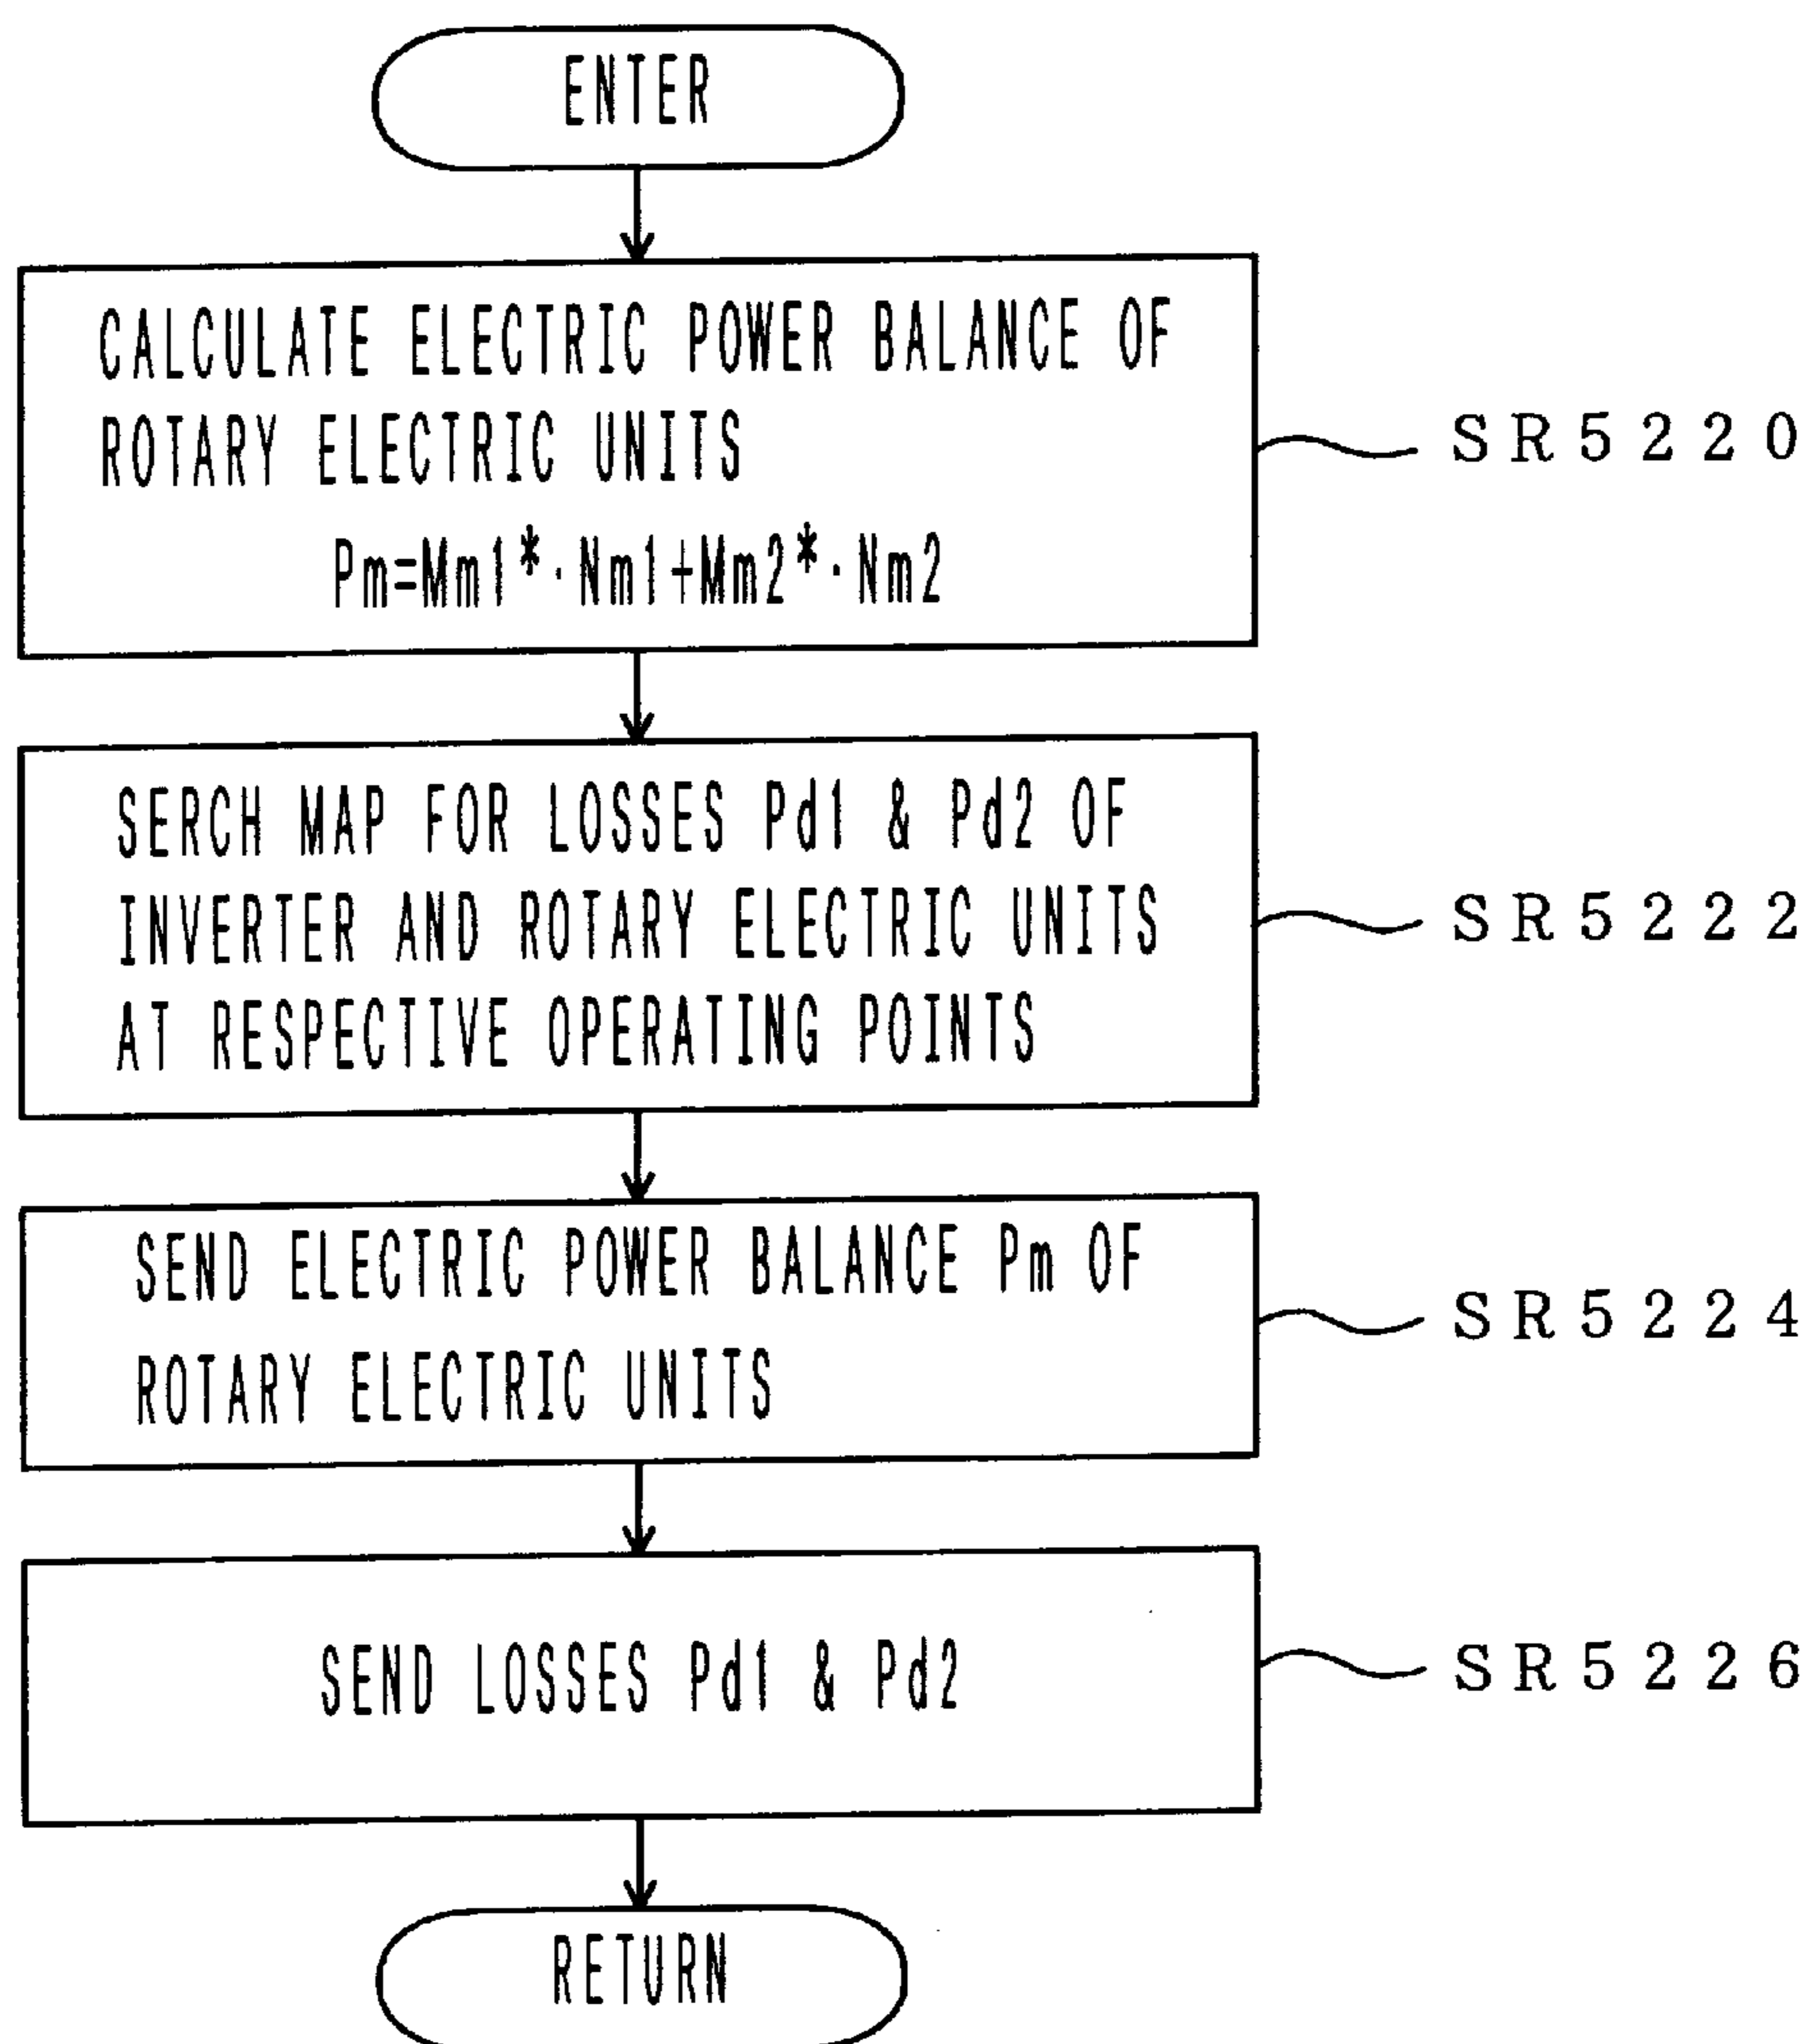 ENTER
CALCULATE ELECTRIC POWER BALANCE OF
ROTARY ELECTRIC UNITS
Pm=Mm1*·Nm1+Mm2*·Nm2
SR5220
SERCH MAP FOR LOSSES Pd1 & Pd2 OF
INVERTER AND ROTARY ELECTRIC UNITS
AT RESPECTIVE OPERATING POINTS
SR5222
SEND ELECTRIC POWER BALANCE Pm OF
ROTARY ELECTRIC UNITS
SR5224
SEND LOSSES Pd1 & Pd2
SR5226
RETURN